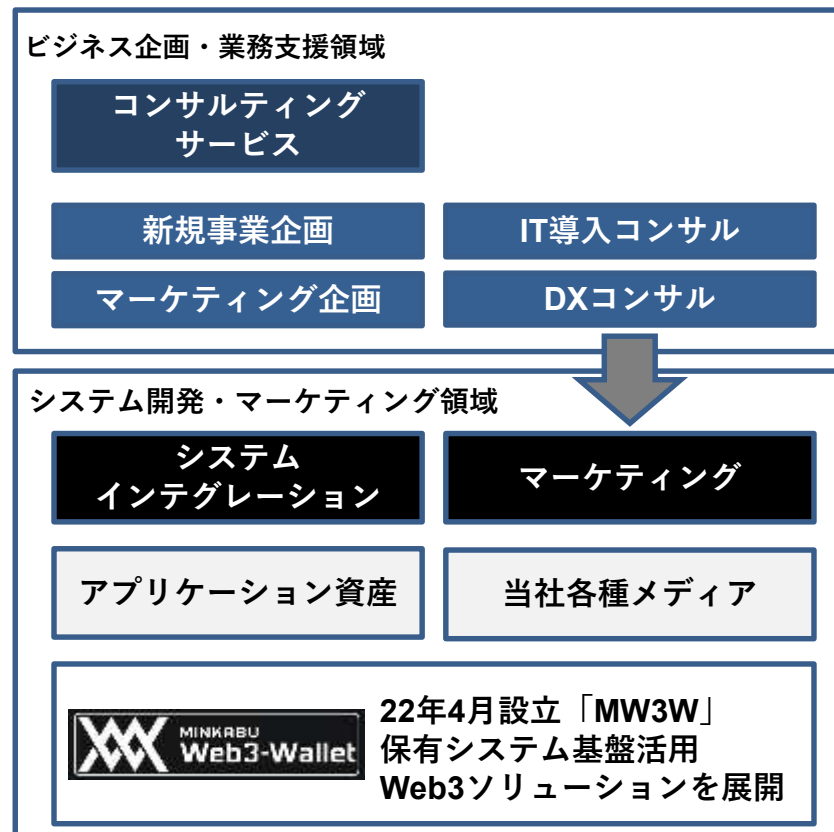 ビジネス企画・業務支援領域
コンサルティング
サービス
新規事業企画
IT導入コンサル
マーケティング企画
DXコンサル
システム開発・マーケティング領域
システム
インテグレーション
マーケティング
アプリケーション資産
当社各種メディア
MINKABU
Web3-Wallet
22年4月設立「MW3W」
保有システム基盤活用
Web3ソリューションを展開